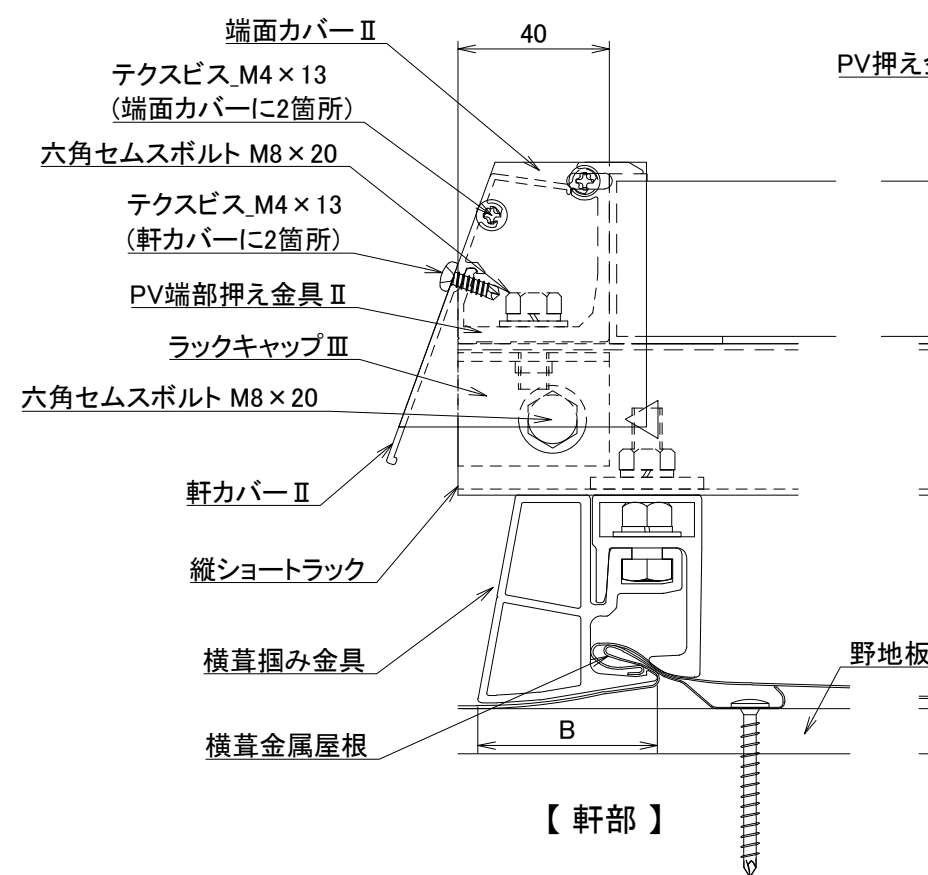 端面カバーⅡ
40
PV押え金
テクスビス_M4×13
(端面カバーに2箇所)
六角セムスボルト M8×20
テクスビス_M4×13
(軒カバーに2箇所)
PV端部押え金具Ⅱ
ラックキャップⅢ
六角セムスボルト M8×20
軒カバーⅡ
縦ショートラック
横葺掴み金具
野地板
横葺金属屋根
B
【 軒部 】